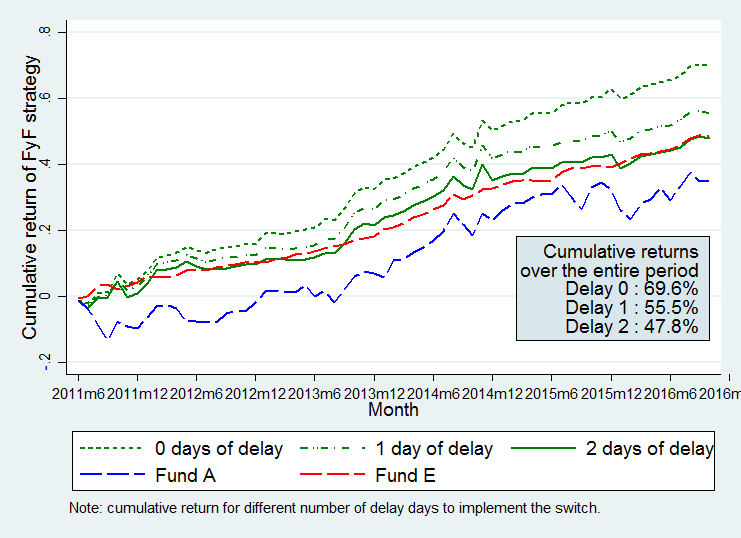 Cumulative return of FyF strategy
.8
.6
.4
.2
0
-.2
2011m6 2011m12 2012m6 2012m12 2013m6 2013m12 2014m6 2014m12 2015m6 2015m12 2016m6 2016m
Month
Cumulative returns
over the entire period
Delay 0 : 69.6%
Delay 1 : 55.5%
Delay 2 : 47.8%
0 days of delay 1 day of delay 2 days of delay
Fund A Fund E
Note: cumulative return for different number of delay days to implement the switch.